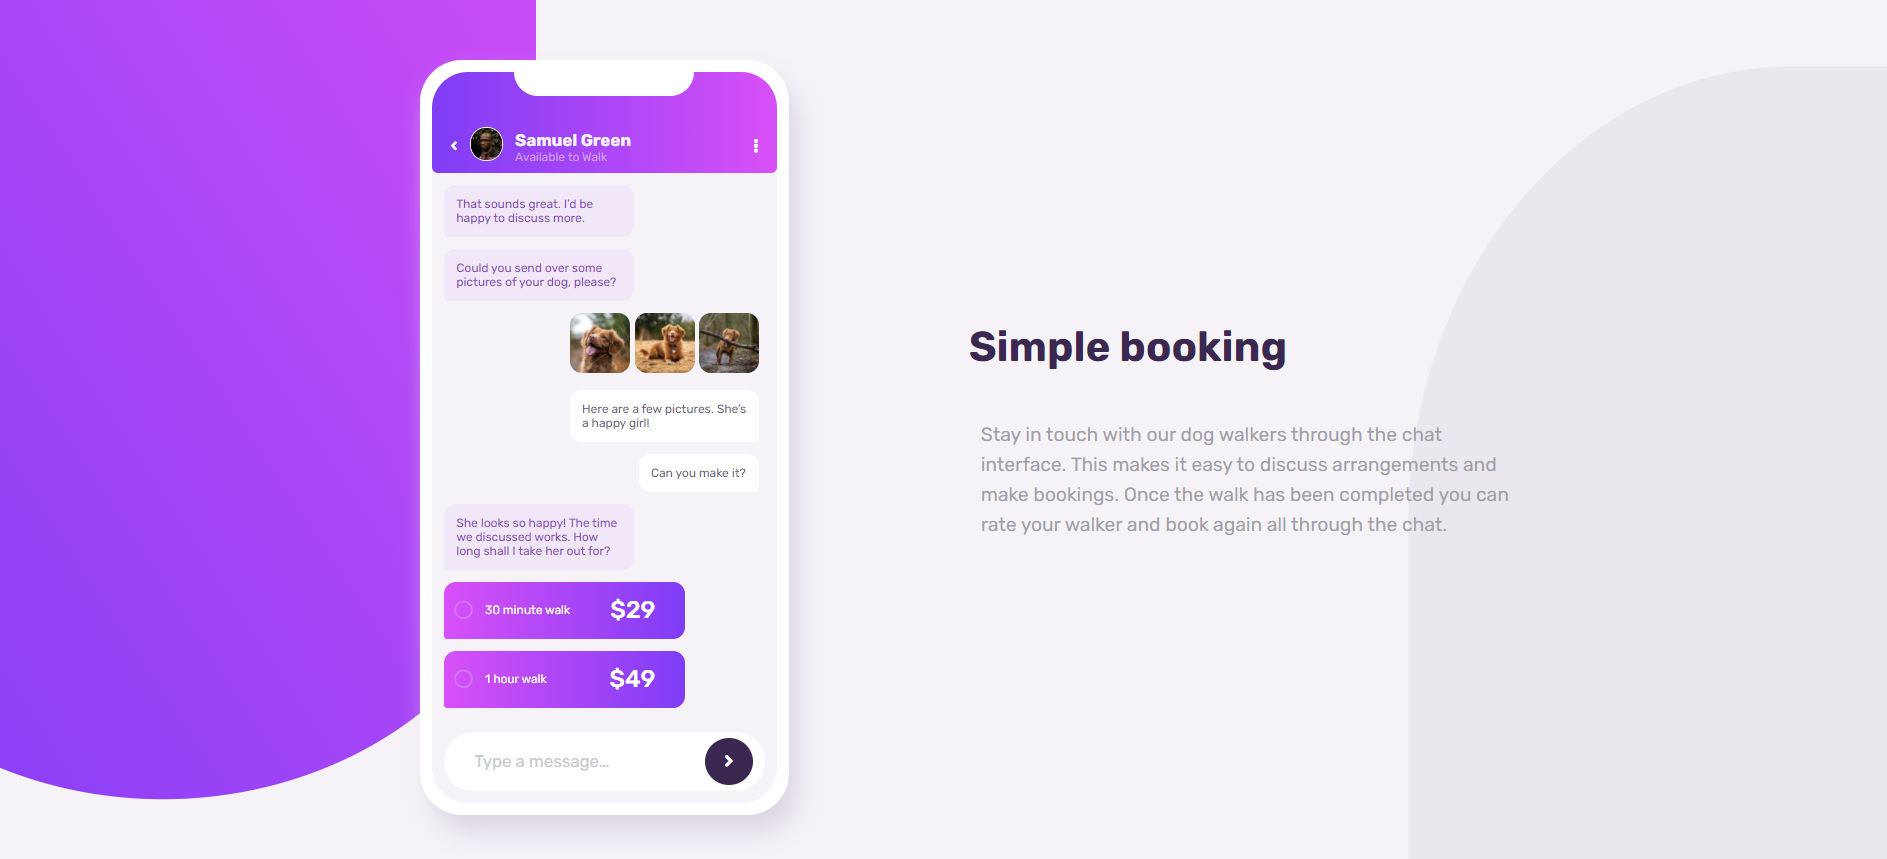 Samuel Green
Available to Walk
That sounds great. I'd be
happy to discuss more.
Could you send over some
pictures of your dog, please?
Here are a few pictures. She's
a happy girl!
Can you make it?
She looks so happy! The time
we discussed works. How
long shall I take her out for?
30 minute walk $29
1 hour walk $49
Type a message...
Simple booking
Stay in touch with our dog walkers through the chat
interface. This makes it easy to discuss arrangements and
make bookings. Once the walk has been completed you can
rate your walker and book again all through the chat.